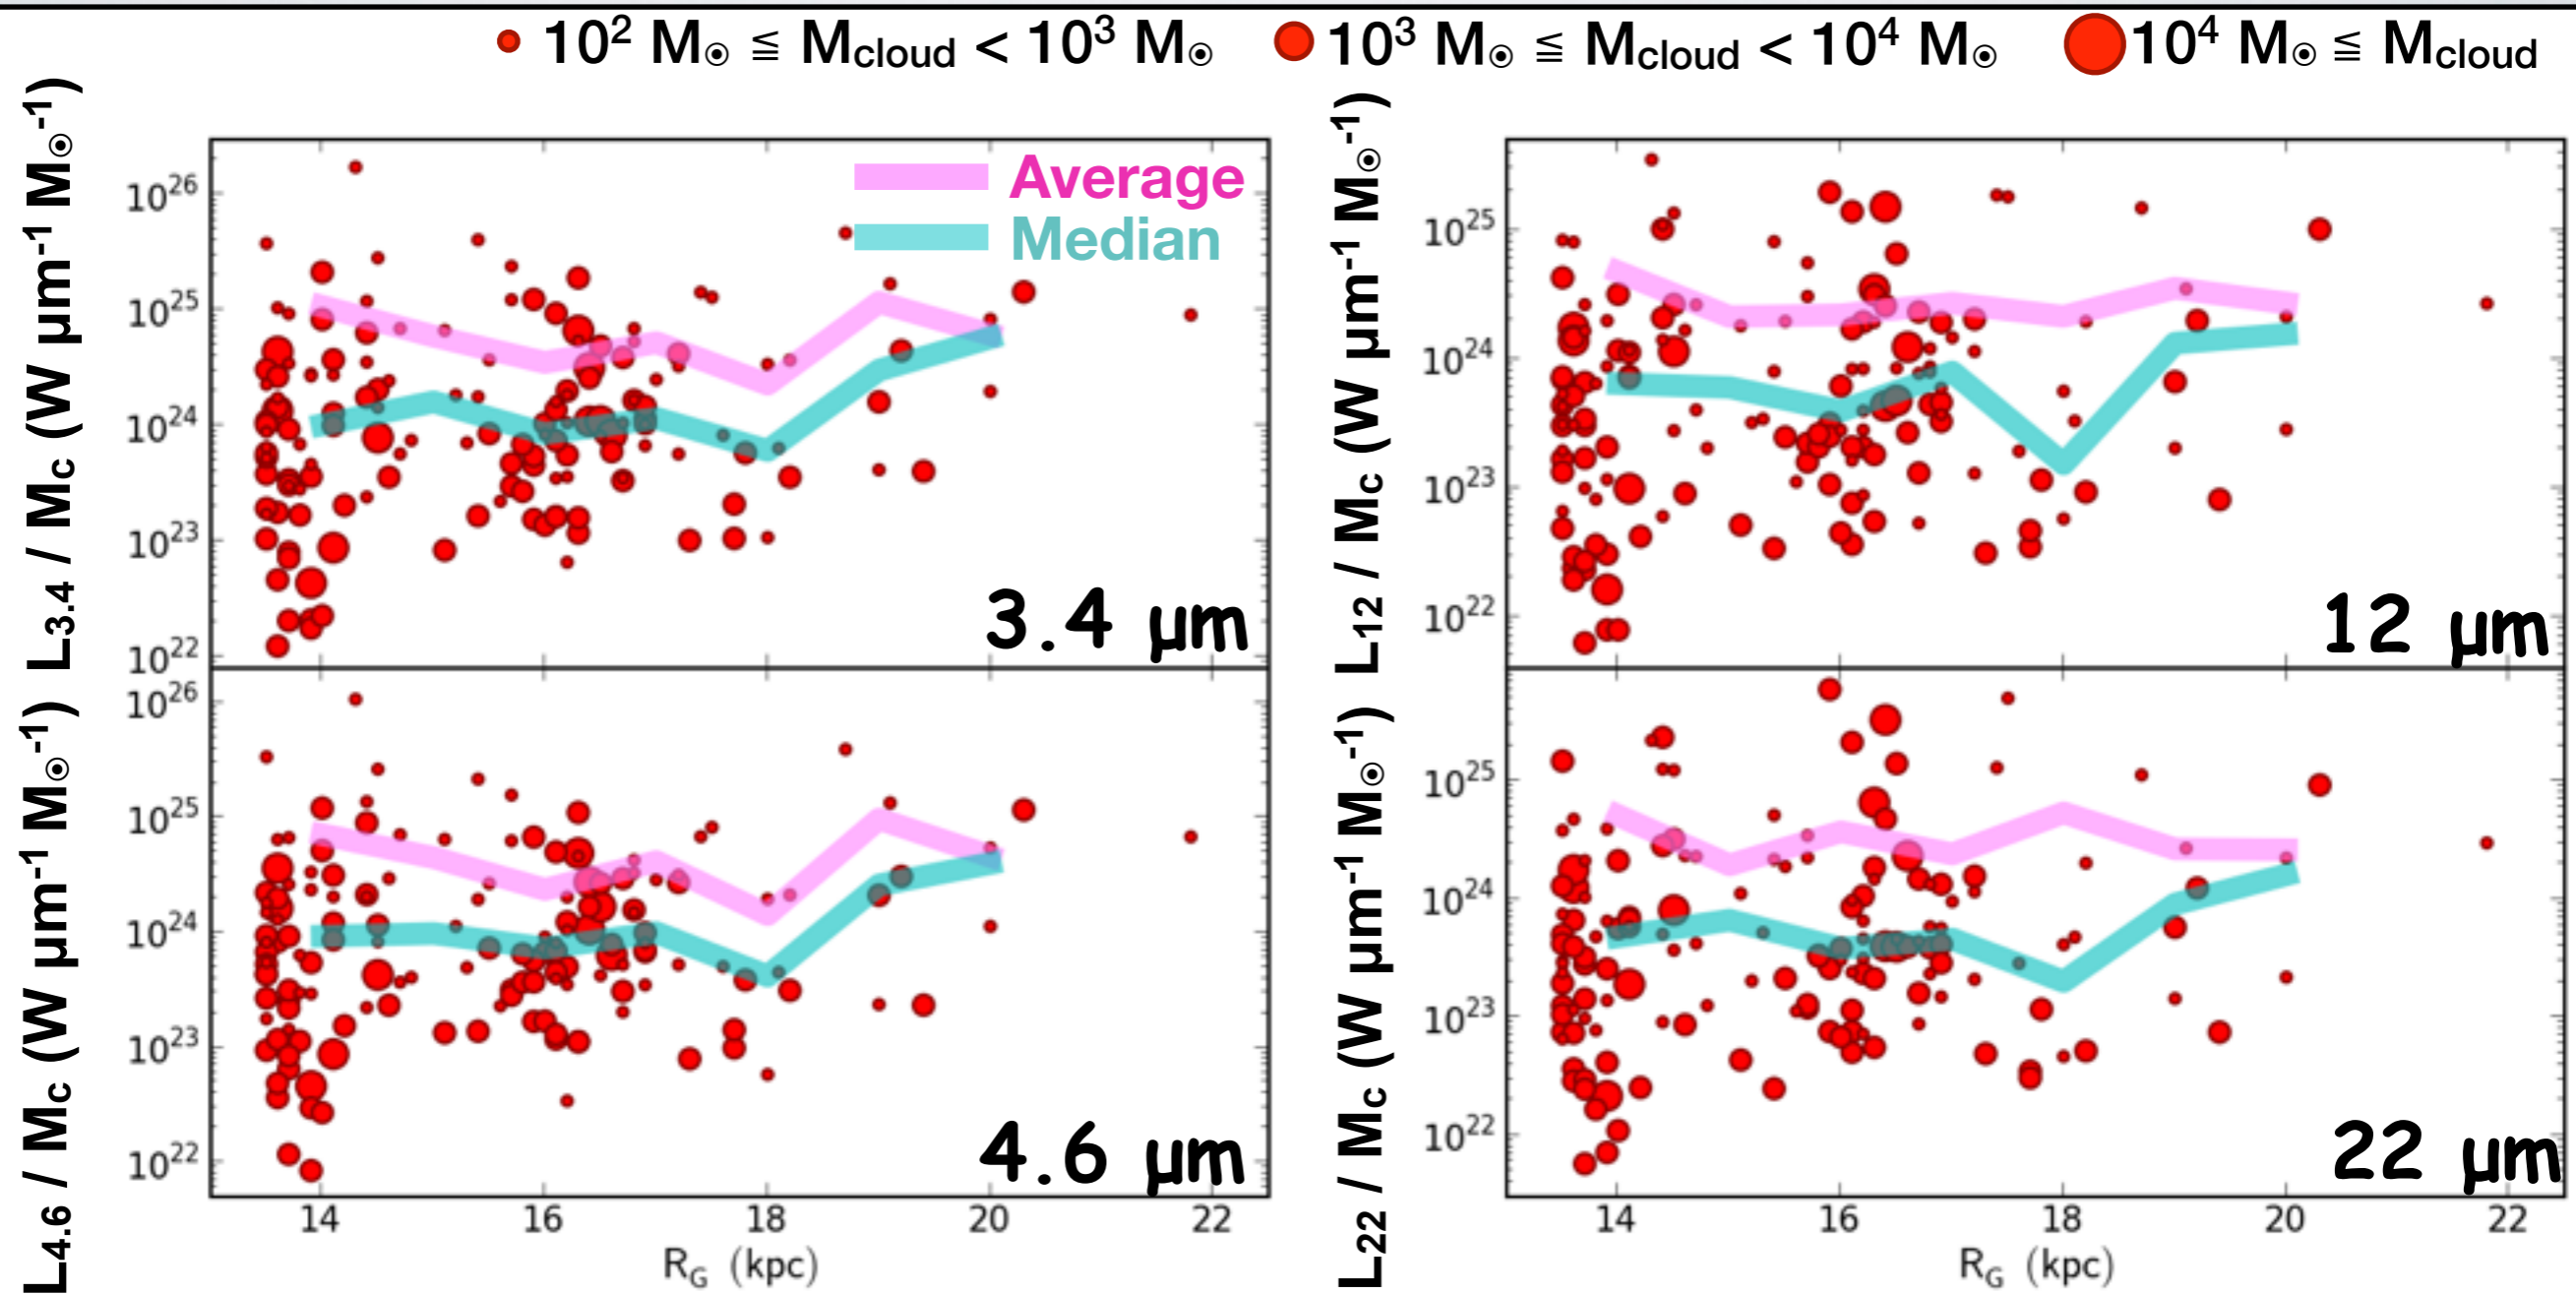 10² M☉ ≦ Mcloud < 10³ M☉ 10³ M☉ ≦ Mcloud < 10⁴ M☉ 10⁴ M☉ ≦ Mcloud
L3.4 / Mc (W μm⁻¹ M☉⁻¹)
10²⁶
10²⁵
10²⁴
10²³
10²²
Average
Median
3.4 μm
L12 / Mc (W μm⁻¹ M☉⁻¹)
10²⁵
10²⁴
10²³
10²²
12 μm
L4.6 / Mc (W μm⁻¹ M☉⁻¹)
10²⁶
10²⁵
10²⁴
10²³
10²²
4.6 μm
14 16 18 20 22
RG (kpc)
L22 / Mc (W μm⁻¹ M☉⁻¹)
10²⁵
10²⁴
10²³
10²²
22 μm
14 16 18 20 22
RG (kpc)